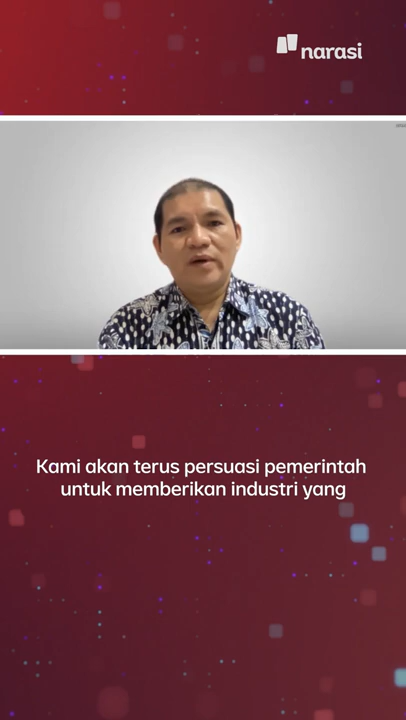 narasi
Kami akan terus persuasi pemerintah
untuk memberikan industri yang